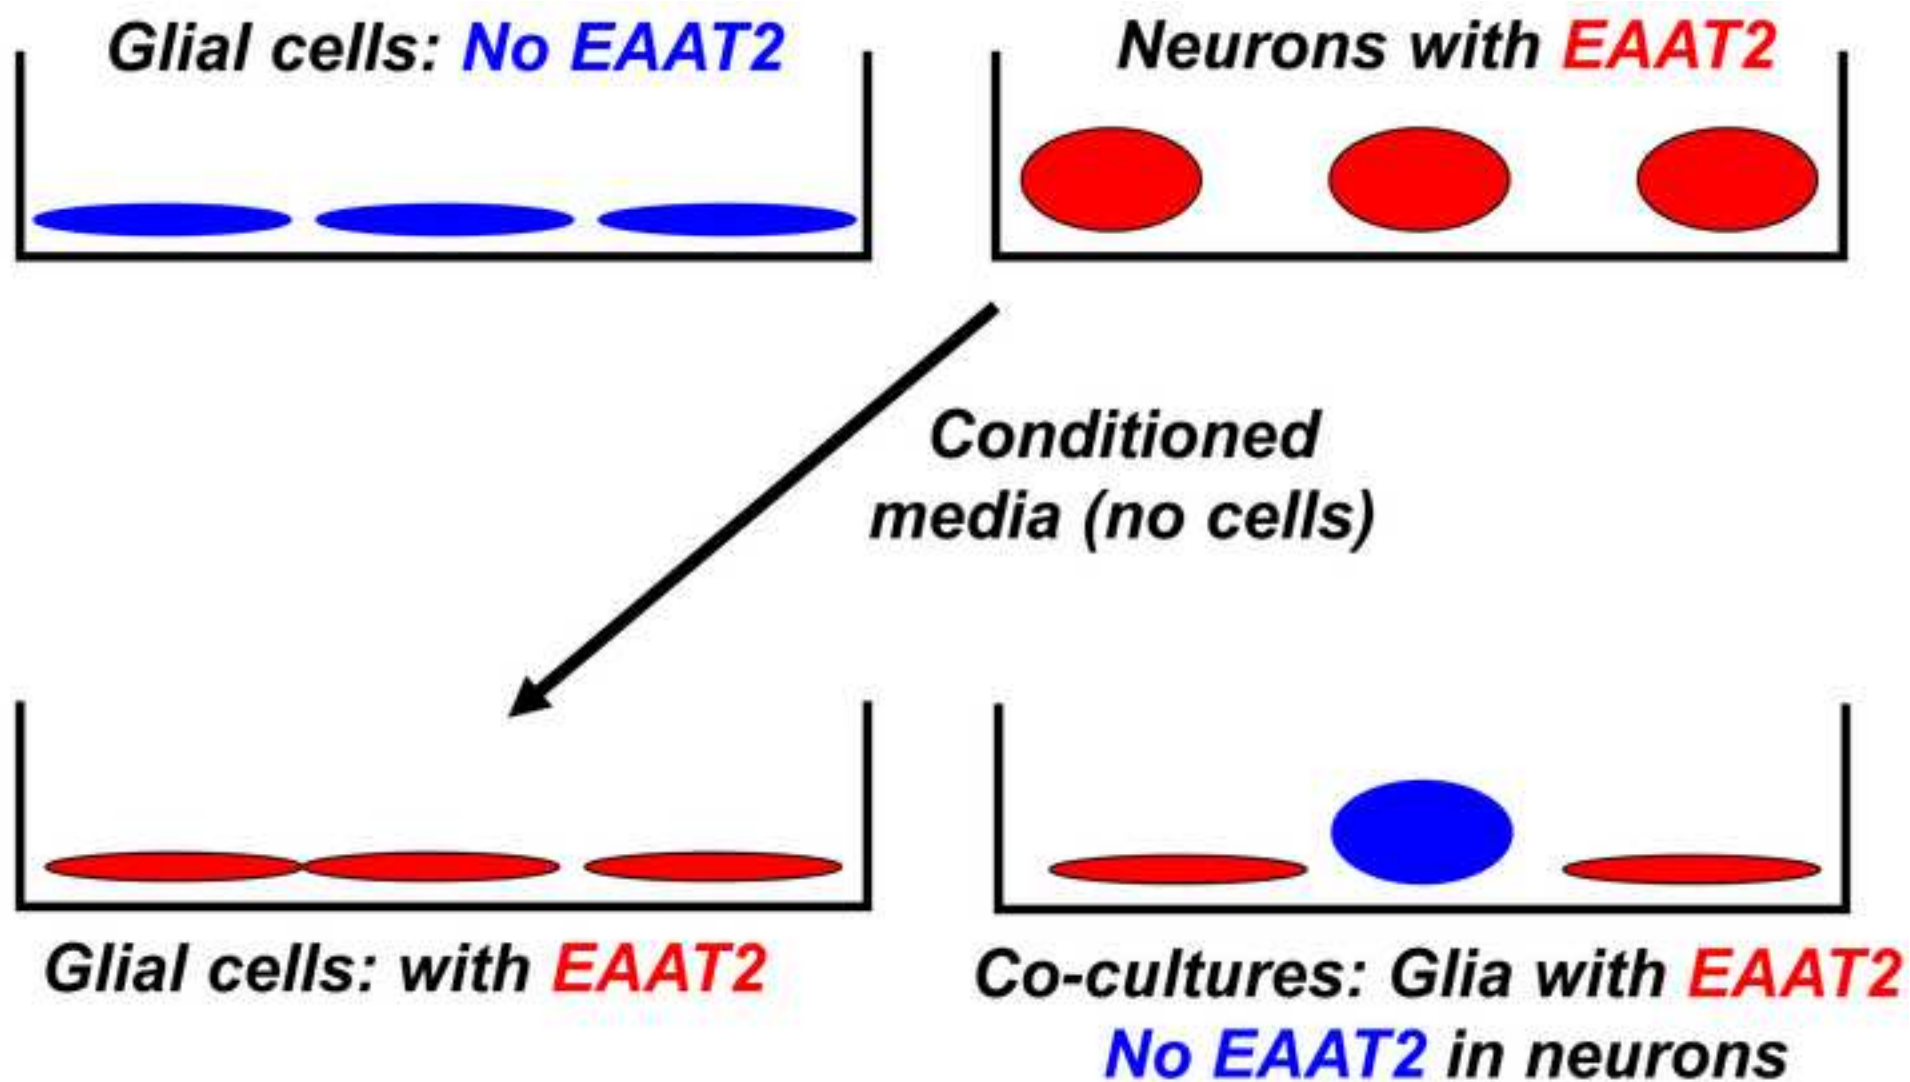 Glial cells: No EAAT2
Neurons with EAAT2
Conditioned
media (no cells)
Glial cells: with EAAT2
Co-cultures: Glia with EAAT2
No EAAT2 in neurons